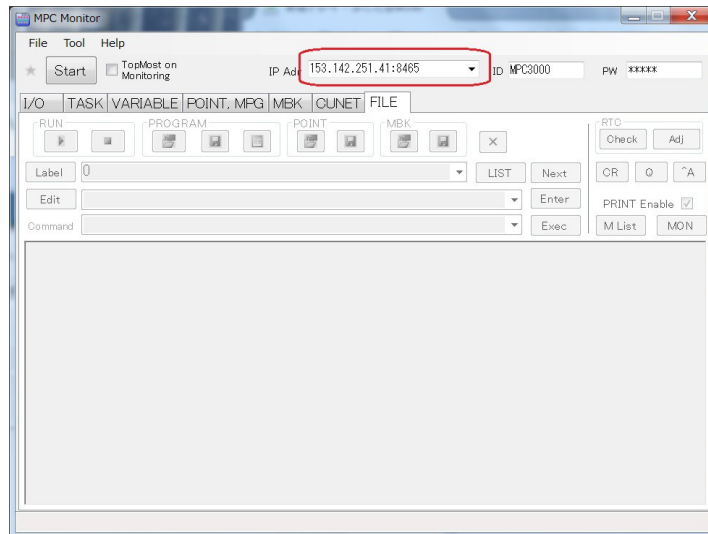 MPC Monitor
File Tool Help
Start TopMost on Monitoring IP Adr 153.142.251.41:8465 ID MPC3000 PW *****
I/O TASK VARIABLE POINT, MPG MBK CUNET FILE
RUN PROGRAM POINT MBK RTC
Check Adj
Label 0 LIST Next CR Q ^A
Edit Enter PRINT Enable
Command Exec M List MON